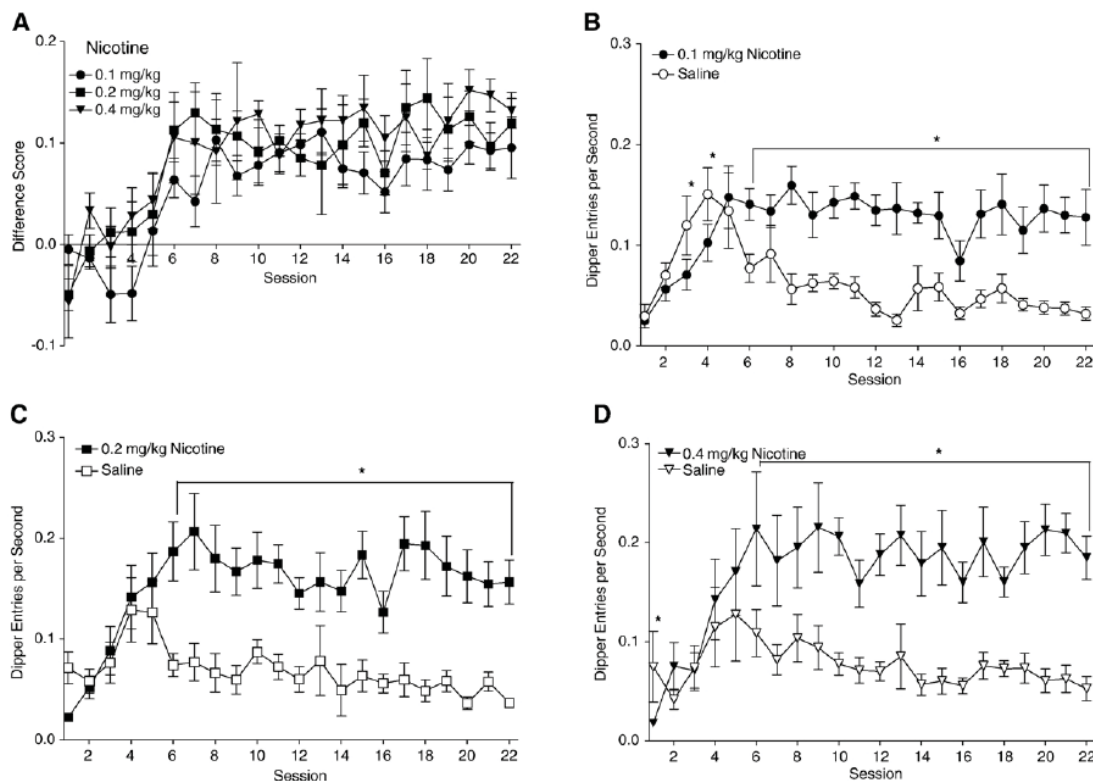 A
Nicotine
0.1 mg/kg
0.2 mg/kg
0.4 mg/kg
0.2
0.1
0.0
-0.1
Difference Score
2 4 6 8 10 12 14 16 18 20 22
Session
B
0.1 mg/kg Nicotine
Saline
0.3
0.2
0.1
0.0
Dipper Entries per Second
* * *
2 4 6 8 10 12 14 16 18 20 22
Session
C
0.2 mg/kg Nicotine
Saline
0.3
0.2
0.1
0.0
Dipper Entries per Second
*
2 4 6 8 10 12 14 16 18 20 22
Session
D
0.4 mg/kg Nicotine
Saline
0.3
0.2
0.1
0.0
Dipper Entries per Second
* *
2 4 6 8 10 12 14 16 18 20 22
Session